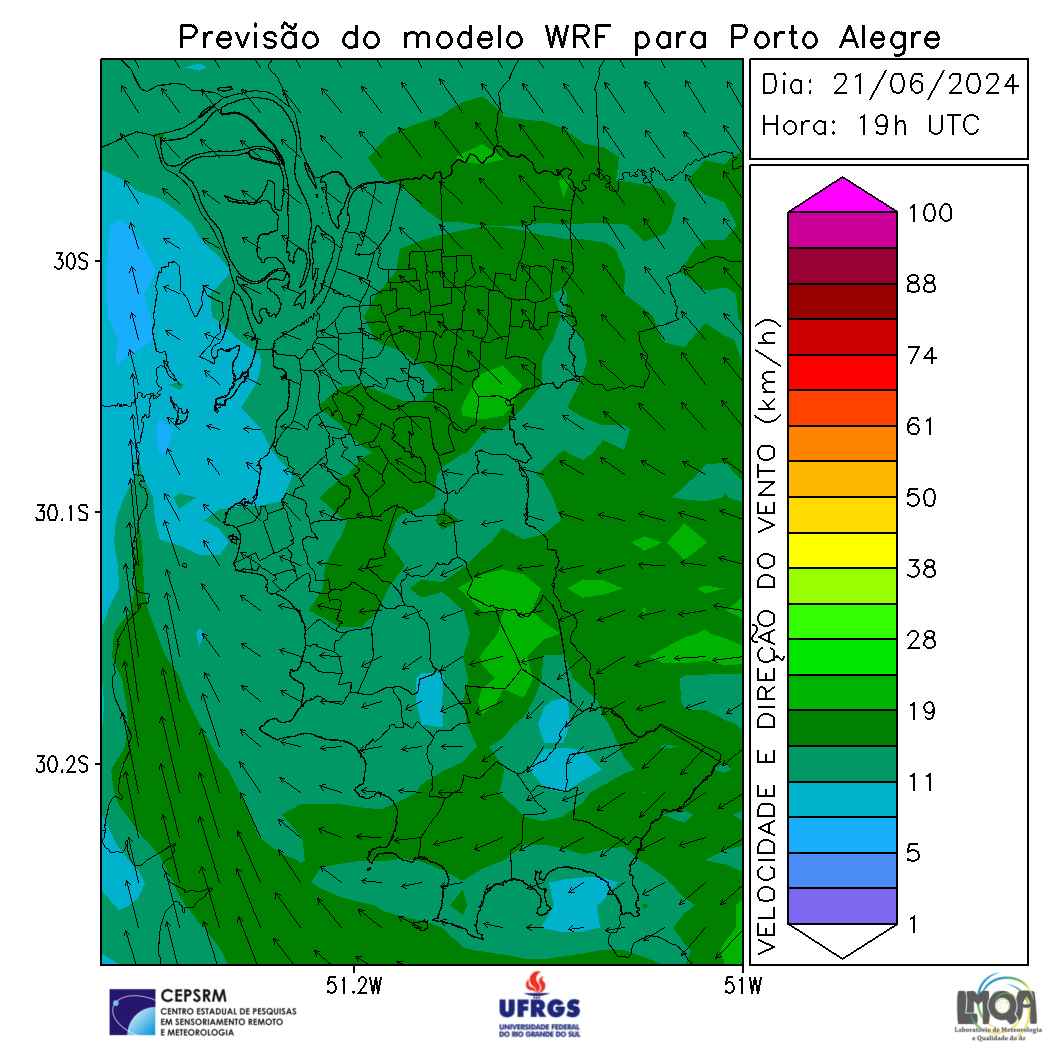 Previsão do modelo WRF para Porto Alegre
Dia: 21/06/2024
Hora: 19h UTC
30S
30.1S
30.2S
51.2W
51W
VELOCIDADE E DIREÇÃO DO VENTO (km/h)
100
88
74
61
50
38
28
19
11
5
1
CEPSRM
CENTRO ESTADUAL DE PESQUISAS
EM SENSORIAMENTO REMOTO
E METEOROLOGIA
UFRGS
UNIVERSIDADE FEDERAL
DO RIO GRANDE DO SUL
LMQA
Laboratório de Meteorologia
e Qualidade do Ar